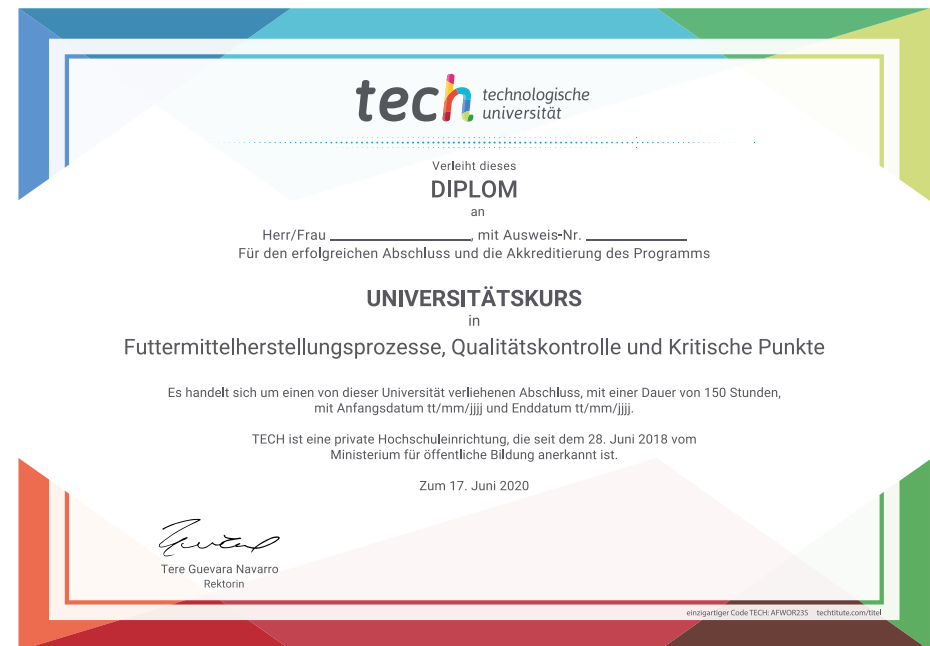 tech technologische
universität
Verleiht dieses
DIPLOM
an
Herr/Frau ____________, mit Ausweis-Nr. ____________
Für den erfolgreichen Abschluss und die Akkreditierung des Programms
UNIVERSITÄTSKURS
in
Futtermittelherstellungsprozesse, Qualitätskontrolle und Kritische Punkte
Es handelt sich um einen von dieser Universität verliehenen Abschluss, mit einer Dauer von 150 Stunden,
mit Anfangsdatum tt/mm/jjjj und Enddatum tt/mm/jjjj.
TECH ist eine private Hochschuleinrichtung, die seit dem 28. Juni 2018 vom
Ministerium für öffentliche Bildung anerkannt ist.
Zum 17. Juni 2020
Tere Guevara Navarro
Rektorin
einzigartiger Code TECH: AFWOR23S techtitute.com/titel